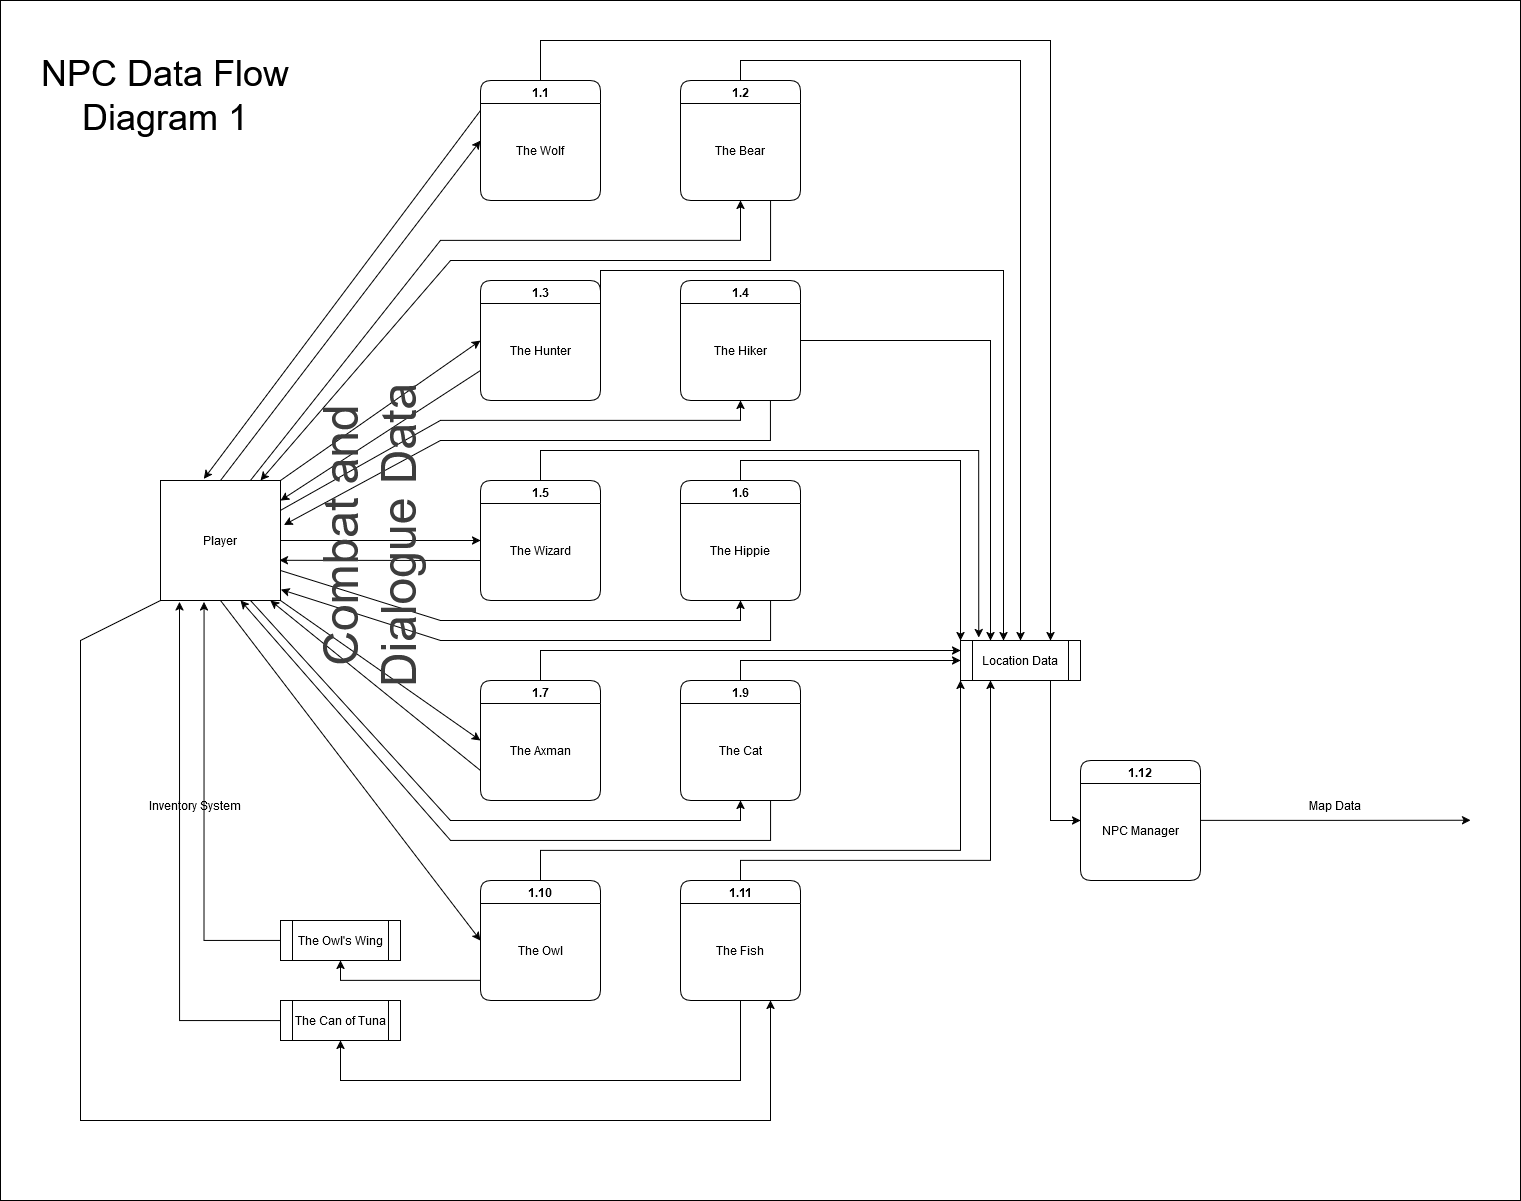 NPC Data Flow
Diagram 1
1.1
The Wolf
1.2
The Bear
1.3
The Hunter
1.4
The Hiker
Combat and
Dialogue Data
Player
1.5
The Wizard
1.6
The Hippie
Location Data
1.7
The Axman
1.9
The Cat
1.12
NPC Manager
Map Data
Inventory System
1.10
The Owl
1.11
The Fish
The Owl's Wing
The Can of Tuna